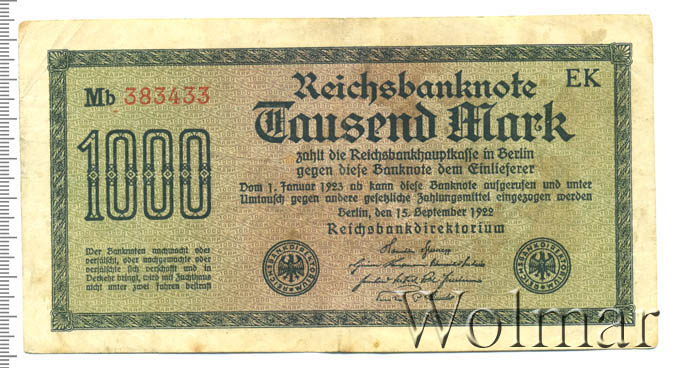 Reichsbanknote
EK
Mb 383433
Tausend Mark
1000
zahlt die Reichsbankhauptkasse in Berlin
gegen diese Banknote dem Einlieferer
Vom 1. Januar 1923 ab kann diese Banknote aufgerufen und unter
Umtausch gegen andere gesetzliche Zahlungsmittel eingezogen werden
Berlin, den 15. September 1922
Reichsbankdirektorium
Wer Banknoten nachmacht oder
verfälscht, oder nachgemachte oder
verfälschte sich verschafft und in
Verkehr bringt, wird mit Zuchthaus
nicht unter zwei Jahren bestraft
REICHSBANKDIREKTORIUM
REICHSBANKDIREKTORIUM
Wolmar